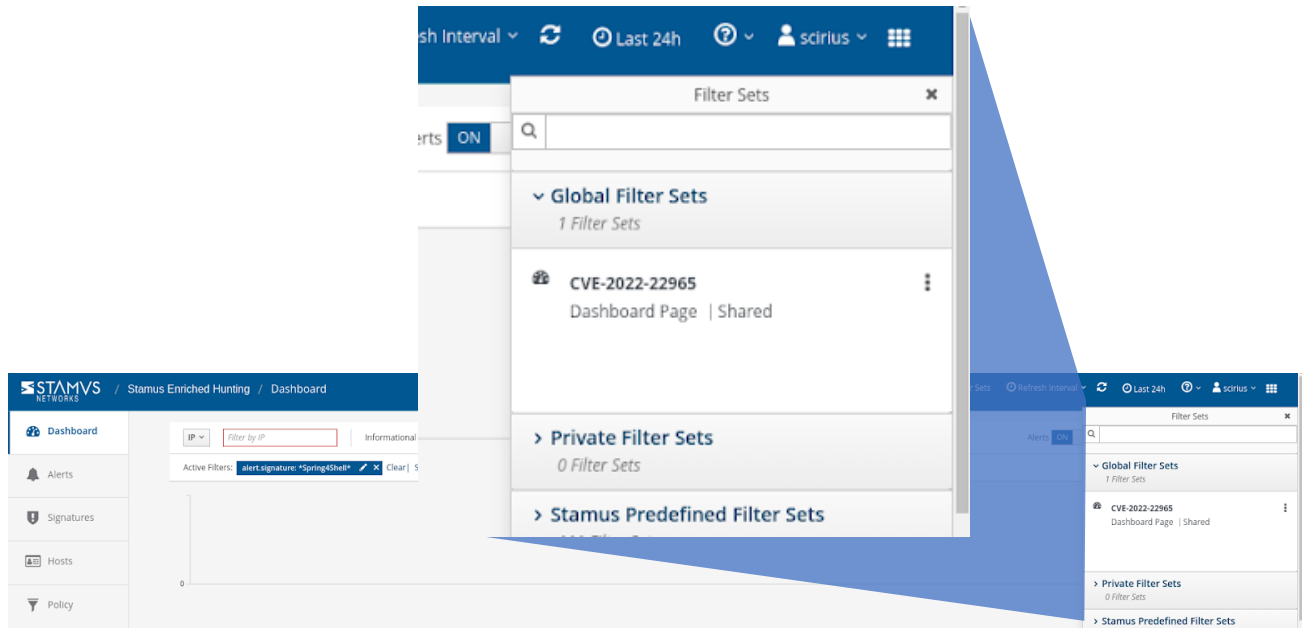 sh Interval
Last 24h
scirius
Filter Sets
erts ON
Global Filter Sets
1 Filter Sets
CVE-2022-22965
Dashboard Page | Shared
Private Filter Sets
0 Filter Sets
Stamus Predefined Filter Sets
STAMVS
NETWORKS
/ Stamus Enriched Hunting / Dashboard
r Sets
Refresh Interval
Last 24h
scirius
Dashboard
Alerts
Signatures
Hosts
Policy
IP
Filter by IP
Informational
Alerts ON
Active Filters: alert.signature: *Spring4Shell* Clear| S
0
Filter Sets
Global Filter Sets
1 Filter Sets
CVE-2022-22965
Dashboard Page | Shared
Private Filter Sets
0 Filter Sets
Stamus Predefined Filter Sets